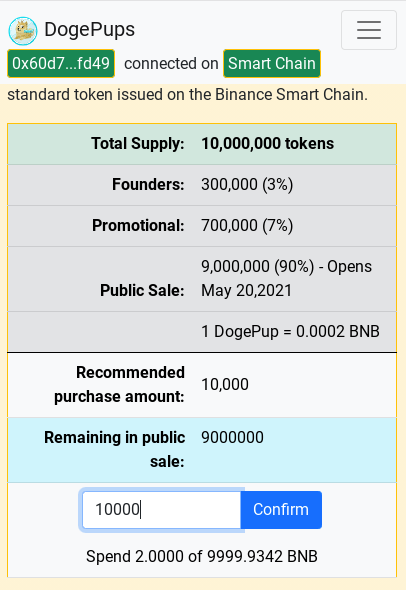 DogePups
0x60d7...fd49 connected on Smart Chain
standard token issued on the Binance Smart Chain.
Total Supply: 10,000,000 tokens
Founders: 300,000 (3%)
Promotional: 700,000 (7%)
9,000,000 (90%) - Opens
Public Sale: May 20,2021
1 DogePup = 0.0002 BNB
Recommended
purchase amount: 10,000
Remaining in public 9000000
sale:
10000 Confirm
Spend 2.0000 of 9999.9342 BNB